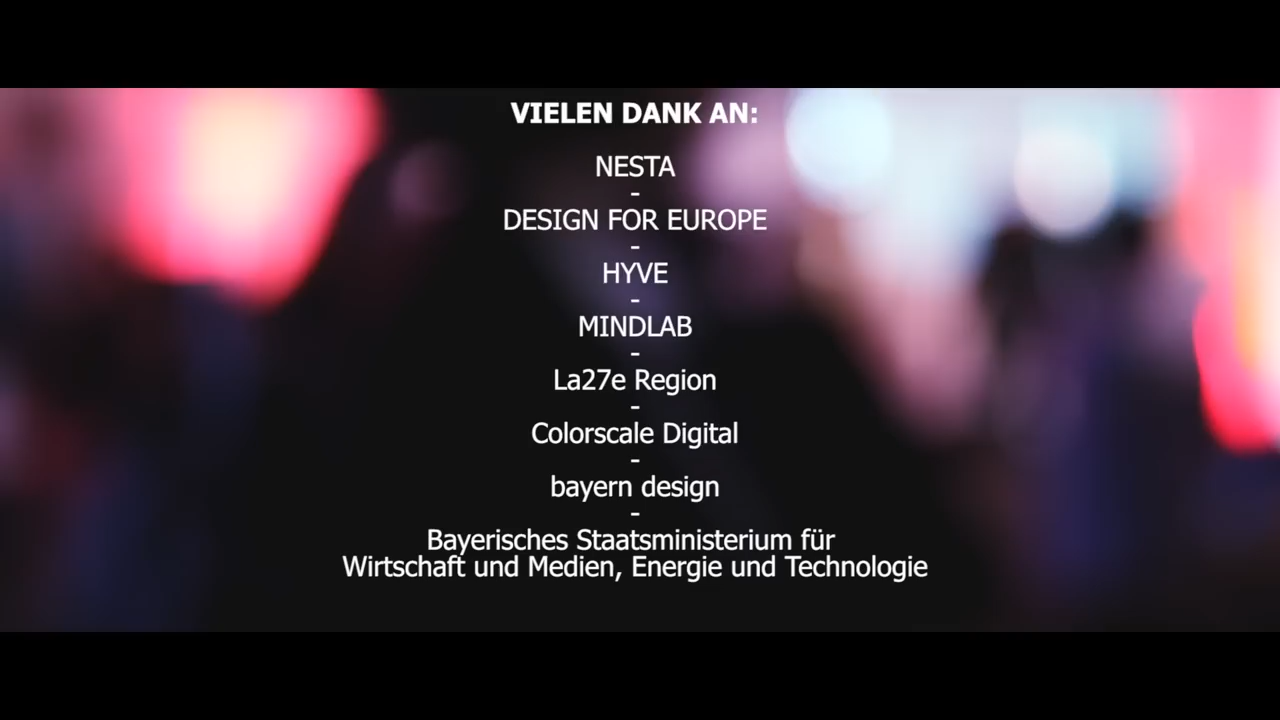 VIELEN DANK AN:
NESTA
-
DESIGN FOR EUROPE
-
HYVE
-
MINDLAB
-
La27e Region
-
Colorscale Digital
-
bayern design
-
Bayerisches Staatsministerium für
Wirtschaft und Medien, Energie und Technologie